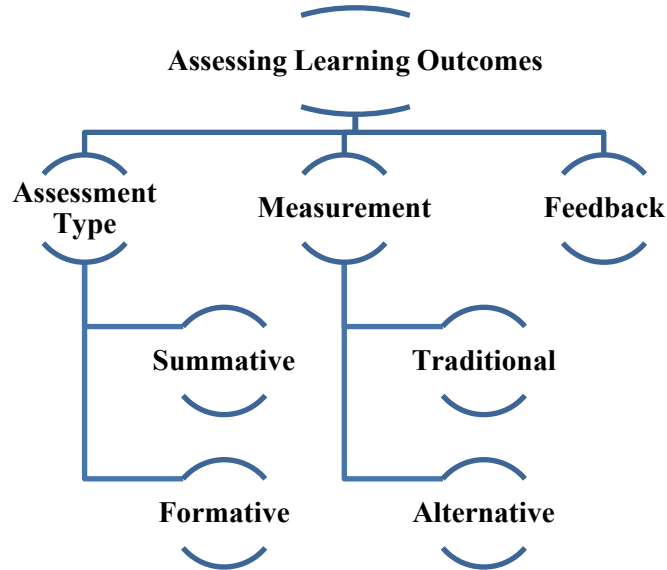 Assessing Learning Outcomes
Assessment
Type
Measurement
Feedback
Summative
Traditional
Formative
Alternative